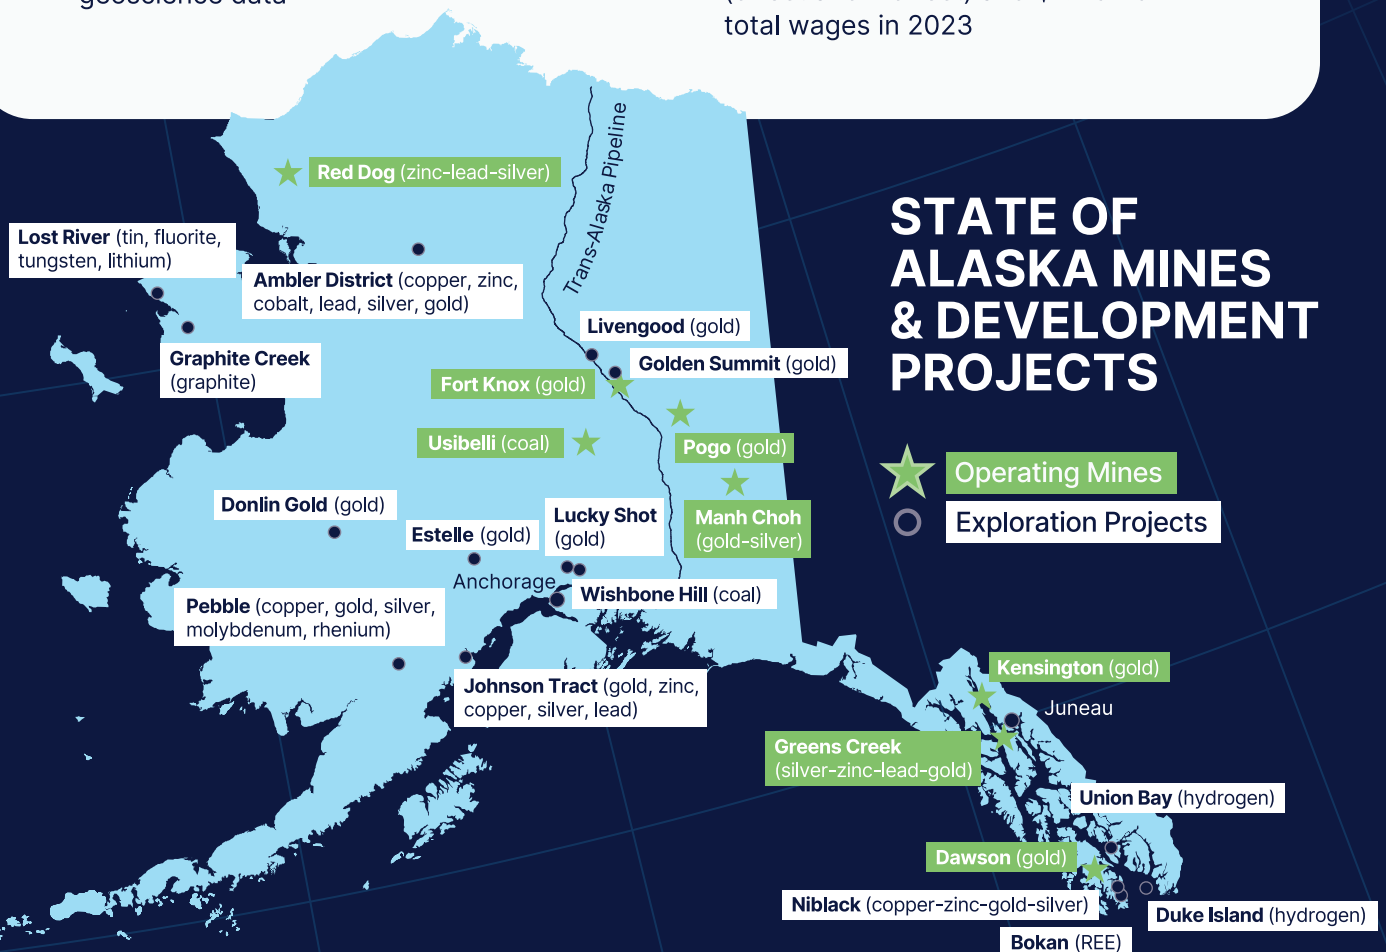 geoscience data
total wages in 2023
Trans-Alaska Pipeline
Red Dog (zinc-lead-silver)
STATE OF
ALASKA MINES
& DEVELOPMENT
PROJECTS
Lost River (tin, fluorite,
tungsten, lithium)
Ambler District (copper, zinc,
cobalt, lead, silver, gold)
Graphite Creek
(graphite)
Livengood (gold)
Golden Summit (gold)
Fort Knox (gold)
Usibelli (coal)
Pogo (gold)
Operating Mines
Exploration Projects
Donlin Gold (gold)
Estelle (gold)
Lucky Shot
(gold)
Manh Choh
(gold-silver)
Anchorage
Wishbone Hill (coal)
Pebble (copper, gold, silver,
molybdenum, rhenium)
Johnson Tract (gold, zinc,
copper, silver, lead)
Kensington (gold)
Juneau
Greens Creek
(silver-zinc-lead-gold)
Union Bay (hydrogen)
Dawson (gold)
Niblack (copper-zinc-gold-silver)
Duke Island (hydrogen)
Bokan (REE)